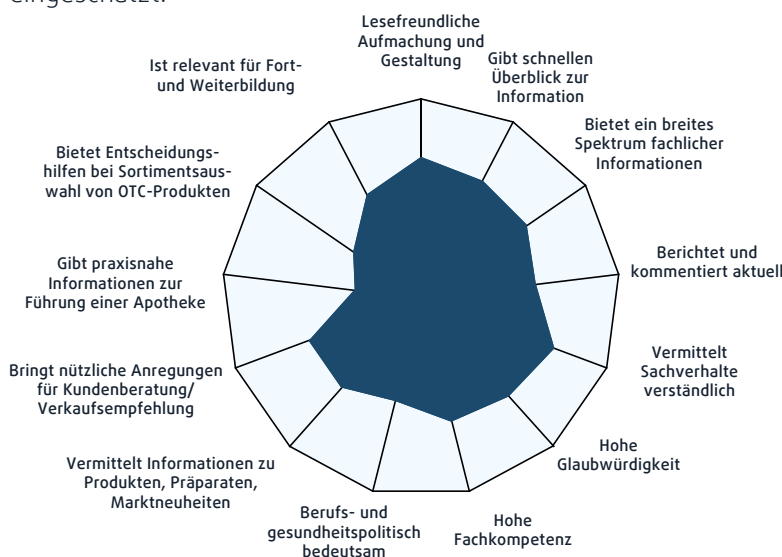 eingeschätzt.
Lesefreundliche
Aufmachung und
Gestaltung
Gibt schnellen
Überblick zur
Information
Bietet ein breites
Spektrum fachlicher
Informationen
Berichtet und
kommentiert aktuell
Vermittelt
Sachverhalte
verständlich
Hohe
Glaubwürdigkeit
Hohe
Fachkompetenz
Berufs- und
gesundheitspolitisch
bedeutsam
Vermittelt Informationen zu
Produkten, Präparaten,
Marktneuheiten
Bringt nützliche Anregungen
für Kundenberatung/
Verkaufsempfehlung
Gibt praxisnahe
Informationen zur
Führung einer Apotheke
Bietet Entscheidungs-
hilfen bei Sortimentsaus-
wahl von OTC-Produkten
Ist relevant für Fort-
und Weiterbildung